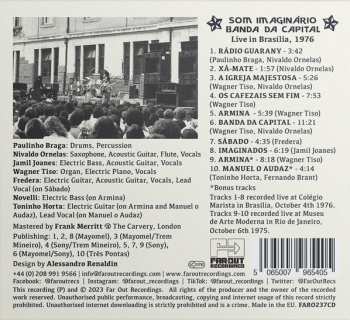 SOM IMAGINÁRIO
BANDA DA CAPITAL
Live in Brasília, 1976
1. RÁDIO GUARANY - 3:42
(Paulinho Braga, Nivaldo Ornelas)
2. XÁ-MATE - 1:57 (Nivaldo Ornelas)
3. A IGREJA MAJESTOSA - 5:26
(Wagner Tiso, Nivaldo Ornelas)
4. OS CAFEZAIS SEM FIM - 7:53
(Wagner Tiso)
5. ARMINA - 5:39 (Wagner Tiso)
6. BANDA DA CAPITAL - 11:21
(Wagner Tiso)
7. SÁBADO - 4:35 (Fredera)
8. IMAGINADOS - 6:19 (Jamil Joanes)
9. ARMINA* - 8:18 (Wagner Tiso)
10. MANUEL O AUDAZ* - 4:14
(Toninho Horta, Fernando Brant)
*Bonus tracks
Tracks 1-8 recorded live at Colégio
Marista in Brasilia, October 4th 1976.
Tracks 9-10 recorded live at Museu
de Arte Moderna in Rio de Janeiro,
October 6th 1975.
Paulinho Braga: Drums, Percussion
Nivaldo Ornelas: Saxophone, Acoustic Guitar, Flute, Vocals
Jamil Joanes: Electric Bass, Acoustic Guitar, Vocals
Wagner Tiso: Organ, Electric Piano, Vocals
Fredera: Electric Guitar, Acoustic Guitar, Vocals, Lead
Vocal (on Sábado)
Novelli: Electric Bass (on Armina)
Toninho Horta: Electric Guitar (on Armina and Manuel o
Audaz), Lead Vocal (on Manuel o Audaz)
Mastered by Frank Merritt @ The Carvery, London
Publishing: 1, 2, 8 (Mayomel), 3 (Mayomel/Trem
Mineiro), 4 (Sony/Trem Mineiro), 5, 7, 9 (Sony),
6 (Mayomel/Sony), 10 (Três Pontas)
Design by Alessandro Renaldin
+44 (0) 208 991 9566 | info@faroutrecordings.com | www.faroutrecordings.com
Facebook: @faroutrecordings | Instagram: @farout_recordings | TikTok: @farout_recordings | Twitter: @FarOutRecs
This recording (P) & © 2023 Far Out Recordings. All rights of the producer and the owner of the recorded work
reserved. Unauthorised public performance, broadcasting, copying and internet usage of this record strictly
prohibited. Unauthorised internet downloading is strictly prohibited and is a crime. Made in the EU. FARO237CD
FAR OUT
RECORDINGS
5 065007 965405